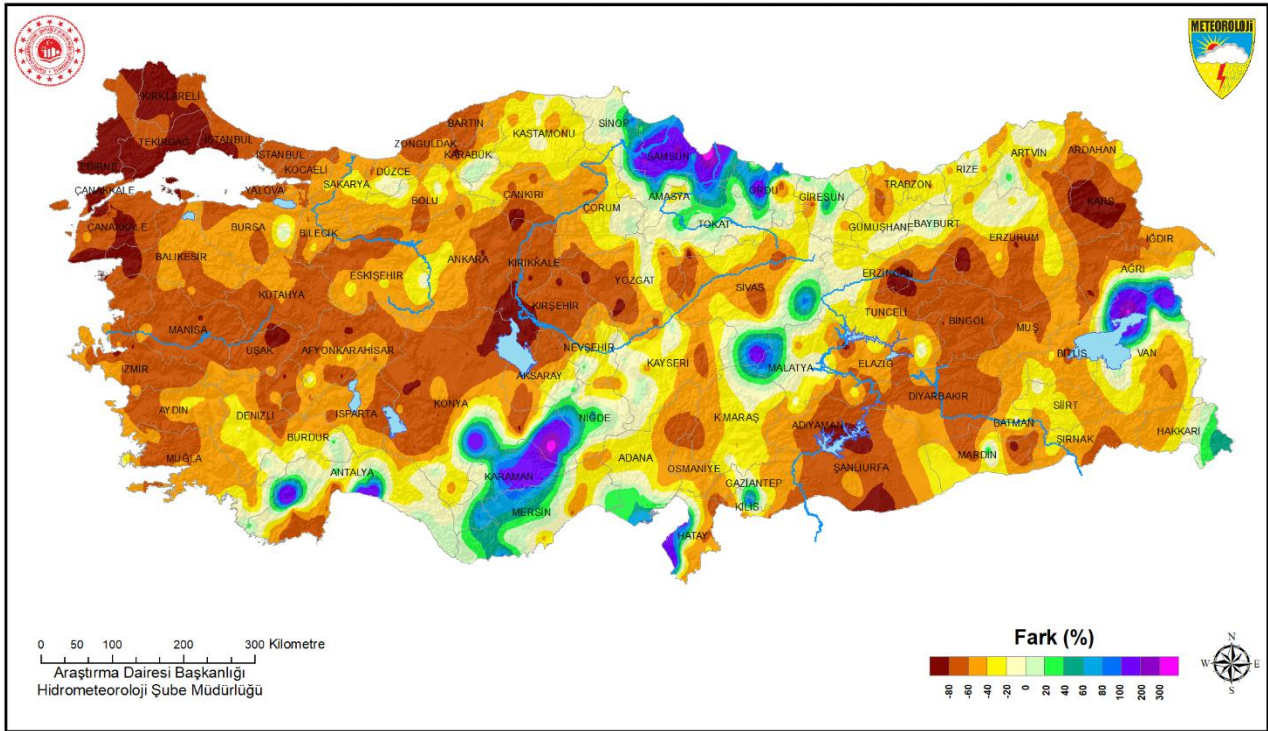 METEOROLOJİ
KIRKLARELİ
TEKİRDAĞ
İSTANBUL
EDİRNE
İSTANBUL
KOCAELİ
ÇANAKKALE
YALOVA
SAKARYA
DÜZCE
ZONGULDAK
BARTIN
KARABÜK
KASTAMONU
SİNOP
SAMSUN
ORDU
GİRESUN
TRABZON
RİZE
ARTVİN
ARDAHAN
KARS
ÇANAKKALE
BALIKESİR
BURSA
BİLECİK
BOLU
ÇANKIRI
ÇORUM
AMASYA
TOKAT
GÜMÜŞHANE
BAYBURT
ERZURUM
IĞDIR
AĞRI
ESKİŞEHİR
ANKARA
KIRIKKALE
YOZGAT
SİVAS
ERZİNCAN
KÜTAHYA
KIRŞEHİR
TUNCELİ
BİNGÖL
MUŞ
MANİSA
UŞAK
AFYONKARAHİSAR
NEVŞEHİR
KAYSERİ
MALATYA
ELAZIĞ
BİTLİS
VAN
İZMİR
AKSARAY
AYDIN
DENİZLİ
ISPARTA
KONYA
NİĞDE
K.MARAŞ
ADIYAMAN
DİYARBAKIR
BATMAN
SİİRT
ŞIRNAK
HAKKARİ
MUĞLA
BURDUR
ANTALYA
KARAMAN
ADANA
OSMANİYE
GAZİANTEP
ŞANLIURFA
MARDİN
MERSİN
KİLİS
HATAY
0 50 100 200 300 Kilometre
Araştırma Dairesi Başkanlığı
Hidrometeoroloji Şube Müdürlüğü
Fark (%)
-80 -60 -40 -20 0 20 40 60 80 100 200 300
N
W E
S